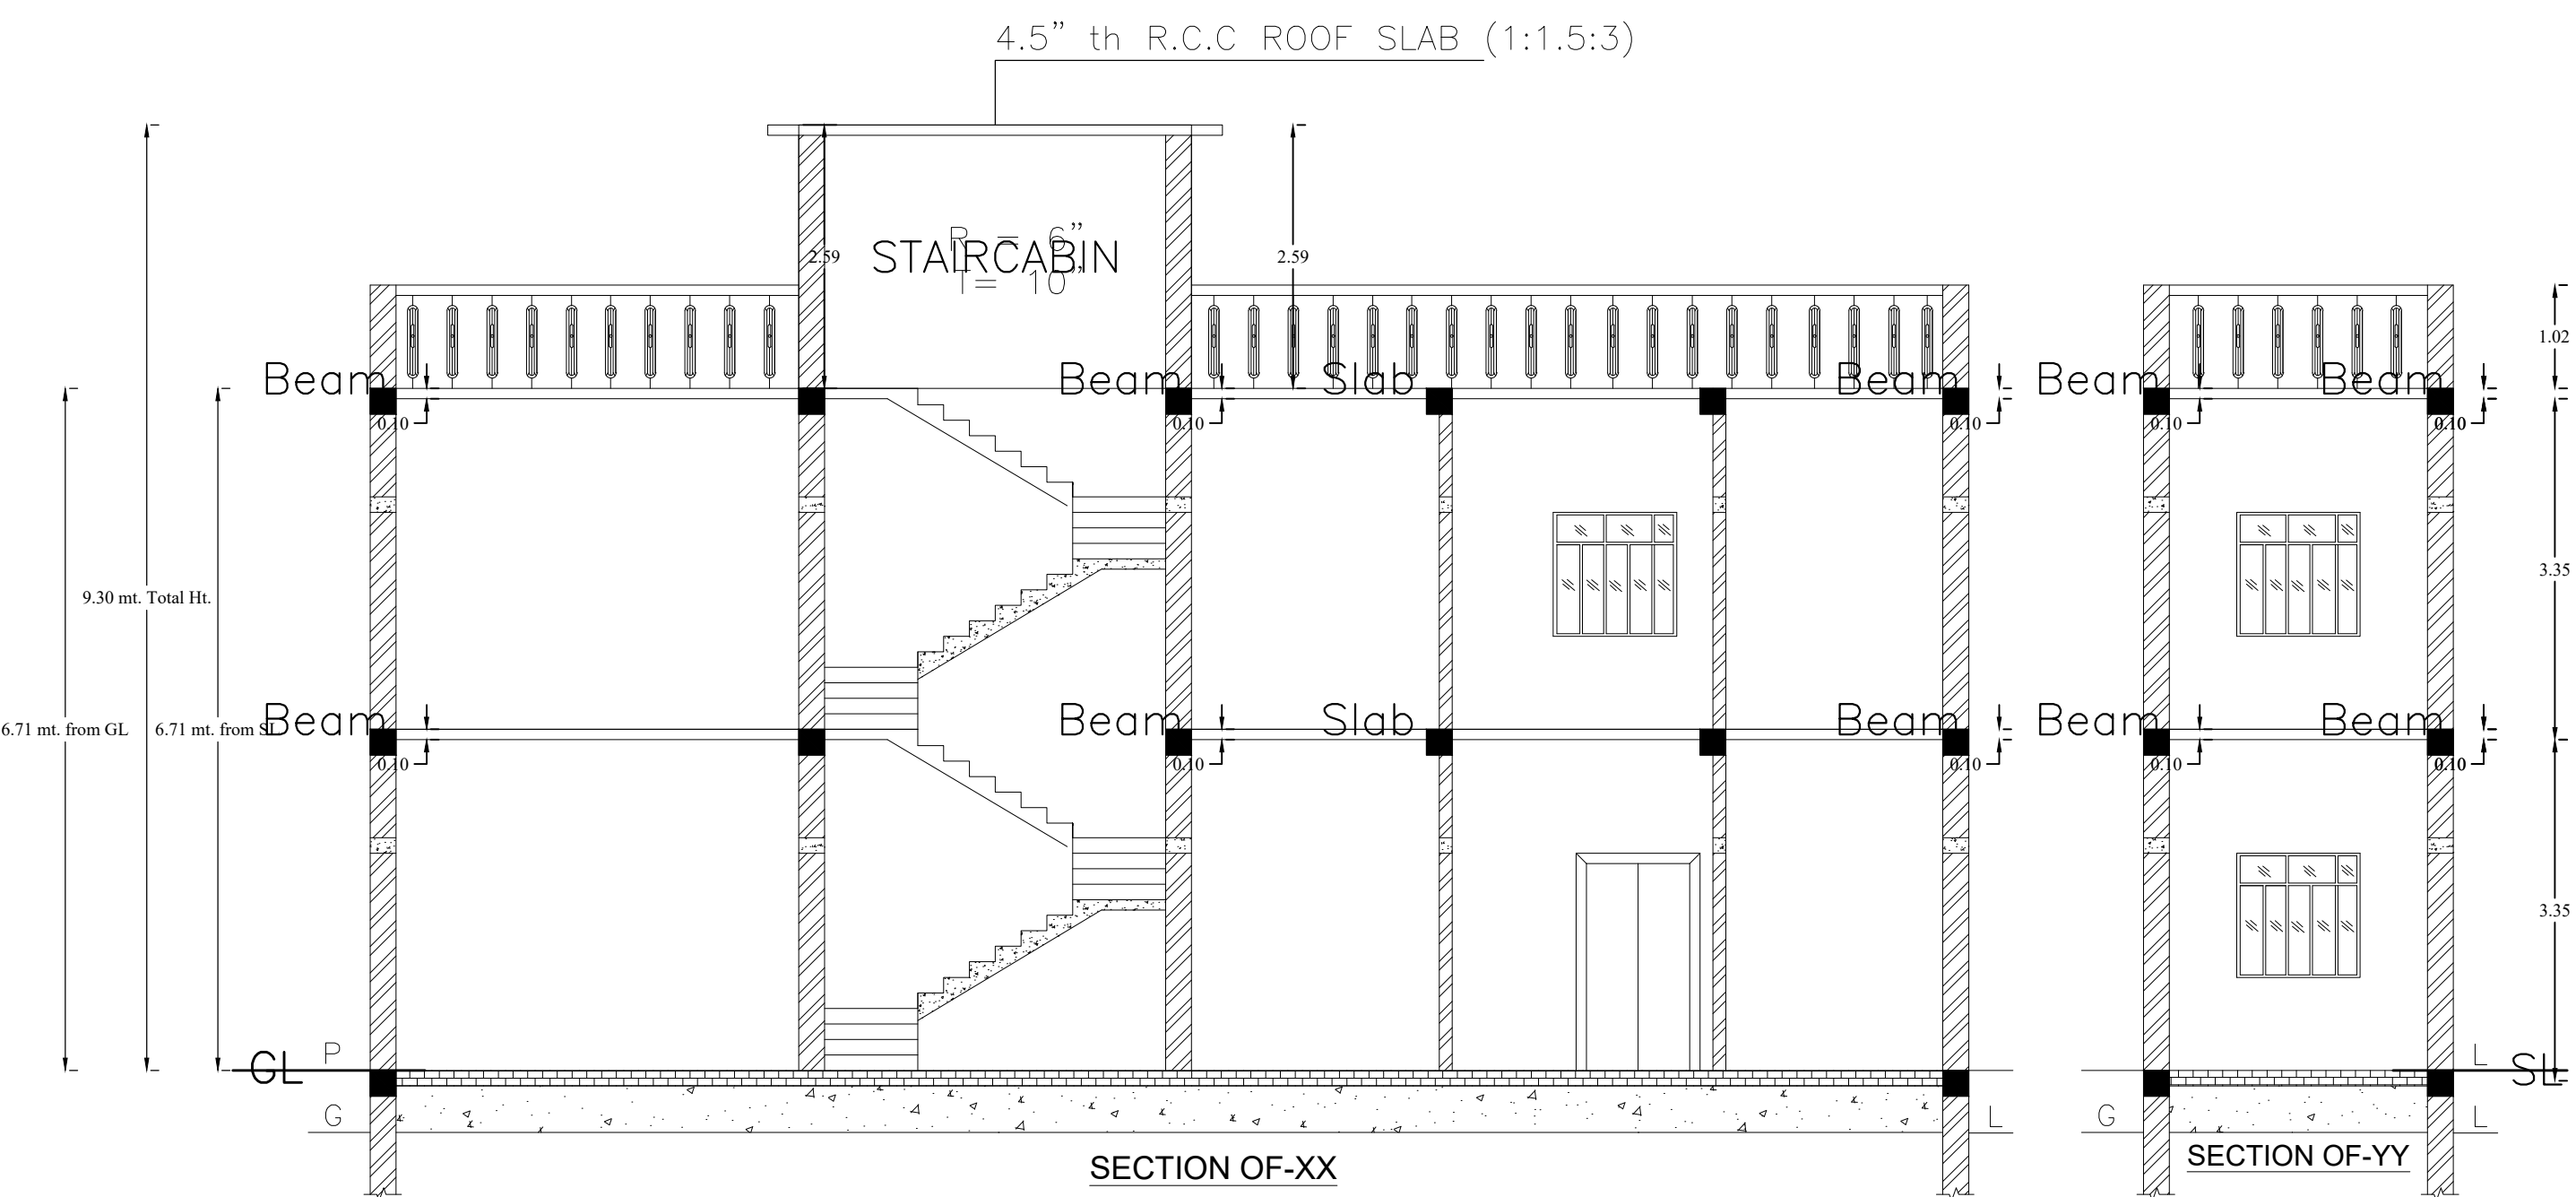 4.5” th R.C.C ROOF SLAB (1:1.5:3)
R = 6”
STAIRCABIN
T= 10”
2.59
2.59
1.02
Beam
Beam
Slab
Beam
Beam
Beam
0.10
0.10
0.10
0.10
0.10
3.35
9.30 mt. Total Ht.
6.71 mt. from GL
6.71 mt. from SL
Beam
Beam
Slab
Beam
Beam
Beam
0.10
0.10
0.10
0.10
0.10
3.35
GL
P
L
SL
G
L
G
L
SECTION OF-XX
SECTION OF-YY